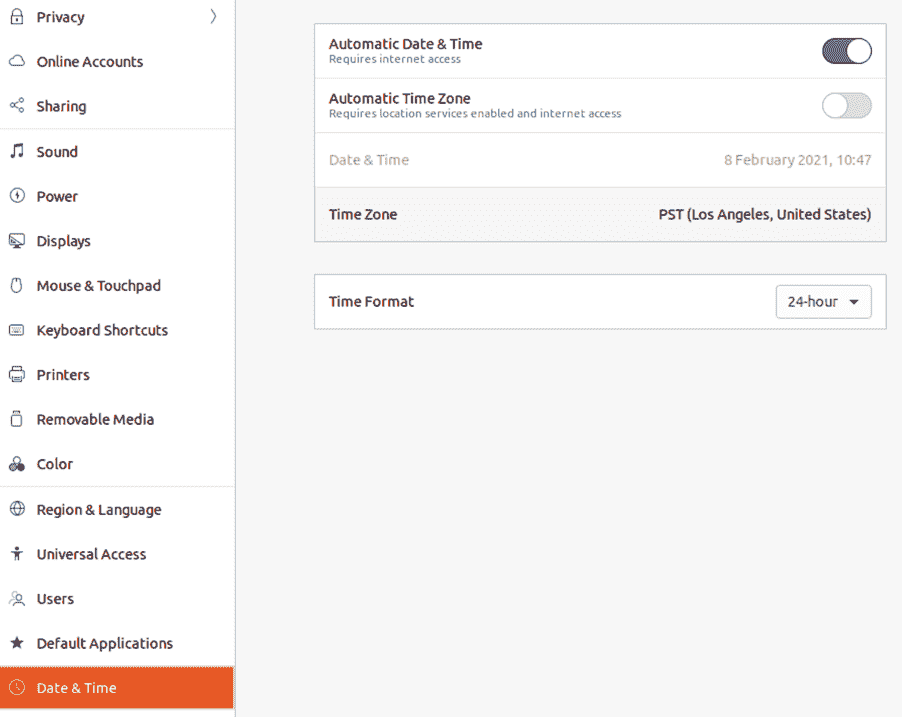 Privacy
Online Accounts
Sharing
Sound
Power
Displays
Mouse & Touchpad
Keyboard Shortcuts
Printers
Removable Media
Color
Region & Language
Universal Access
Users
Default Applications
Date & Time
Automatic Date & Time
Requires internet access
Automatic Time Zone
Requires location services enabled and internet access
Date & Time 8 February 2021, 10:47
Time Zone PST (Los Angeles, United States)
Time Format 24-hour